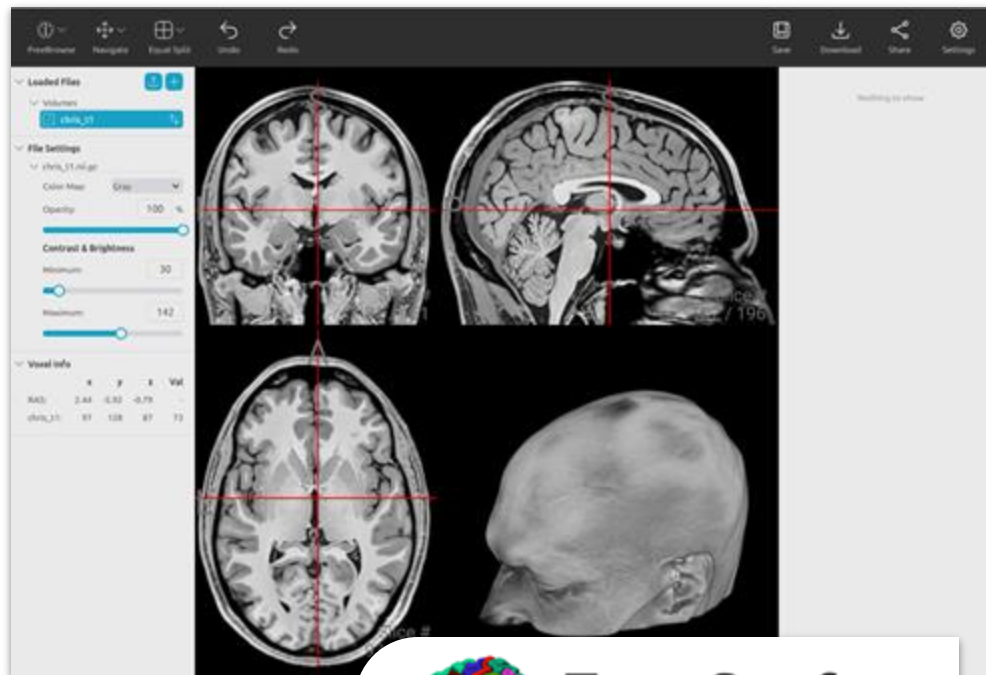 FreeBrowse Navigate Equal Split Undo Redo Save Download Share Settings
Loaded Files
Volumes
chris_t1
File Settings
chris_t1.nii.gz
Color Map: Gray
Opacity: 100 %
Contrast & Brightness
Minimum: 30
Maximum: 142
Voxel Info
x y z Val
RAS: 2.44 -0.79
chris_t1: 97 128 87 73
Nothing to show
S
S
/ 196
A
ice #